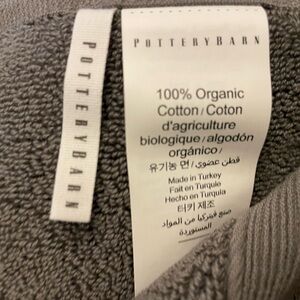 POTTERYBARN
POTTERYBARN
100% Organic
Cotton / Coton
d'agriculture
biologique / algodón
orgánico /
유기농 면 / قطن عضوي
Made in Turkey
Fait en Turquie
Hecho en Turquía
터키 제조
صنع في تركيا من المواد
المستوردة